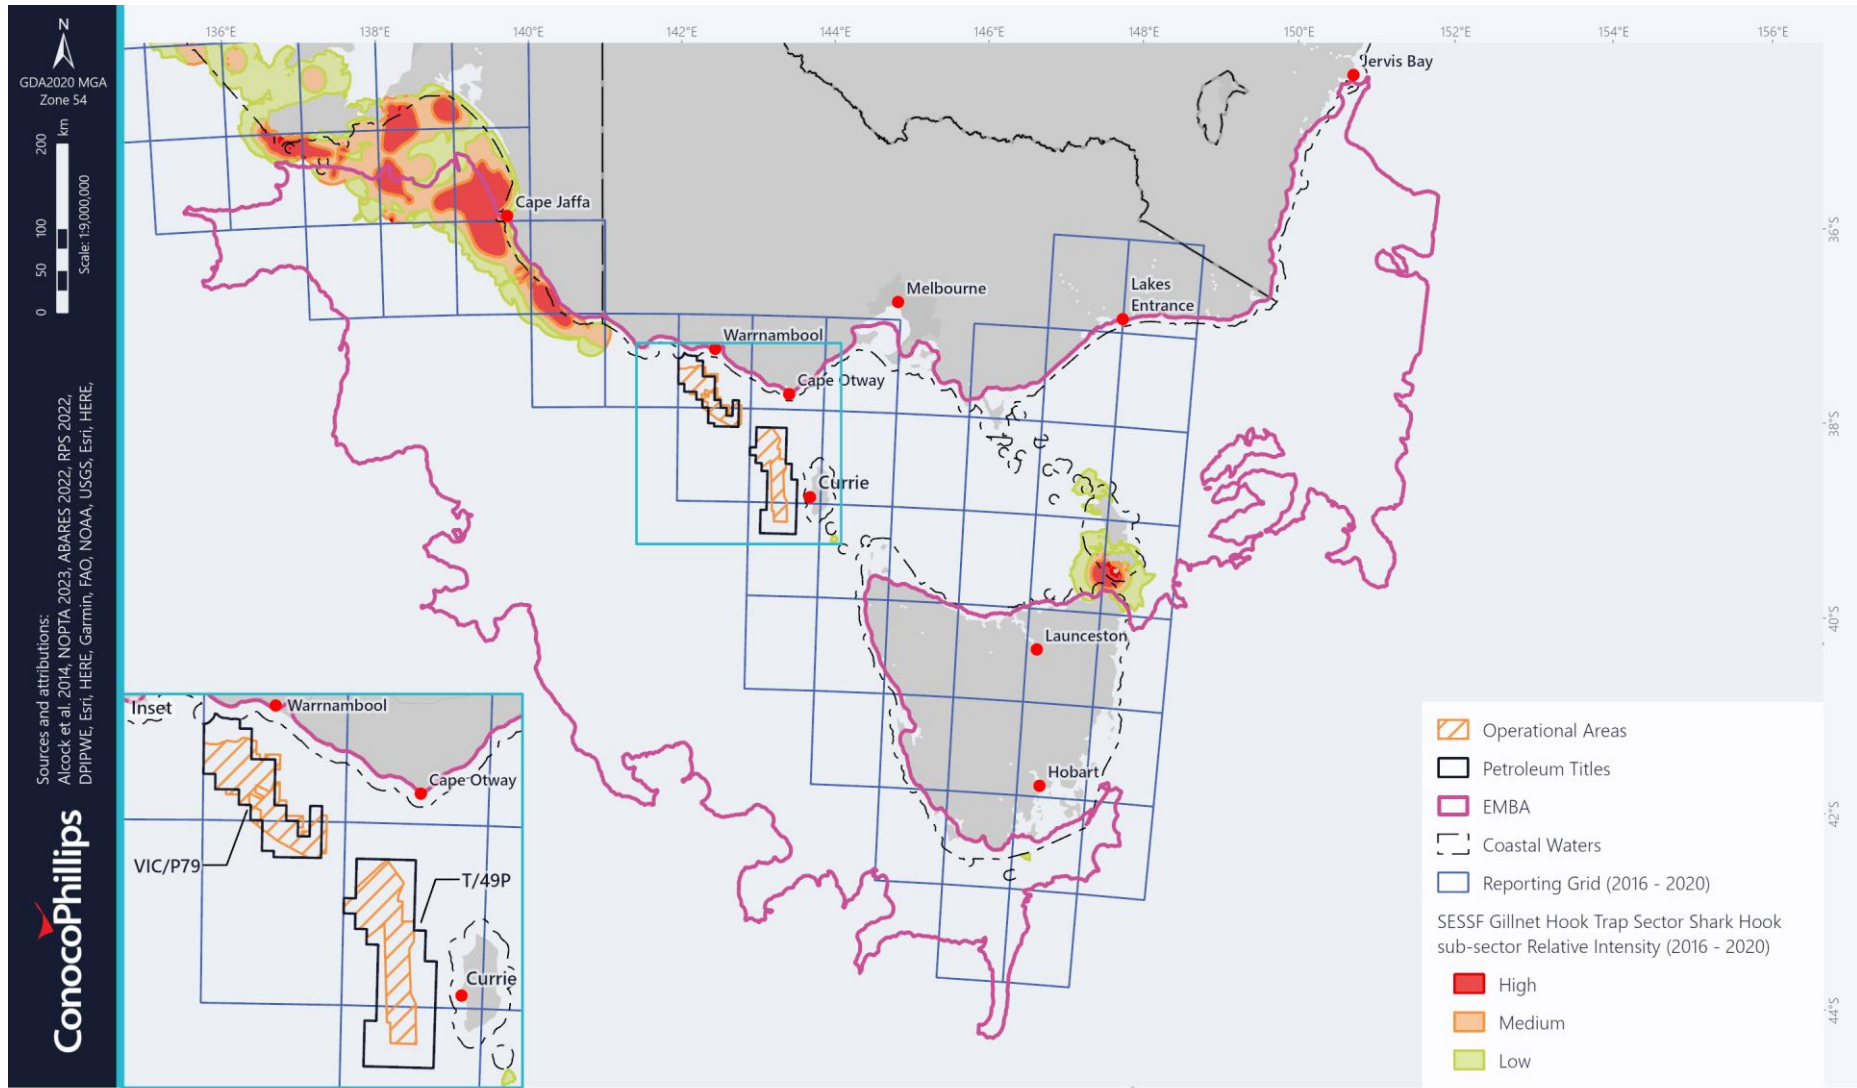 N
GDA2020 MGA
Zone 54
0 50 100 200 km
Scale: 1:9,000,000
Sources and attributions:
Alcock et al. 2014, NOPTA 2023, ABARES 2022, RPS 2022,
DPIPWE, Esri, HERE, Garmin, FAO, NOAA, USGS, Esri, HERE,
ConocoPhillips
136°E 138°E 140°E 142°E 144°E 146°E 148°E 150°E 152°E 154°E 156°E
36°S
38°S
40°S
42°S
44°S
Jervis Bay
Cape Jaffa
Melbourne
Lakes
Entrance
Warrnambool
Cape Otway
Currie
Launceston
Hobart
Inset
Warrnambool
Cape Otway
VIC/P79
T/49P
Currie
Operational Areas
Petroleum Titles
EMBA
Coastal Waters
Reporting Grid (2016 - 2020)
SESSF Gillnet Hook Trap Sector Shark Hook
sub-sector Relative Intensity (2016 - 2020)
High
Medium
Low